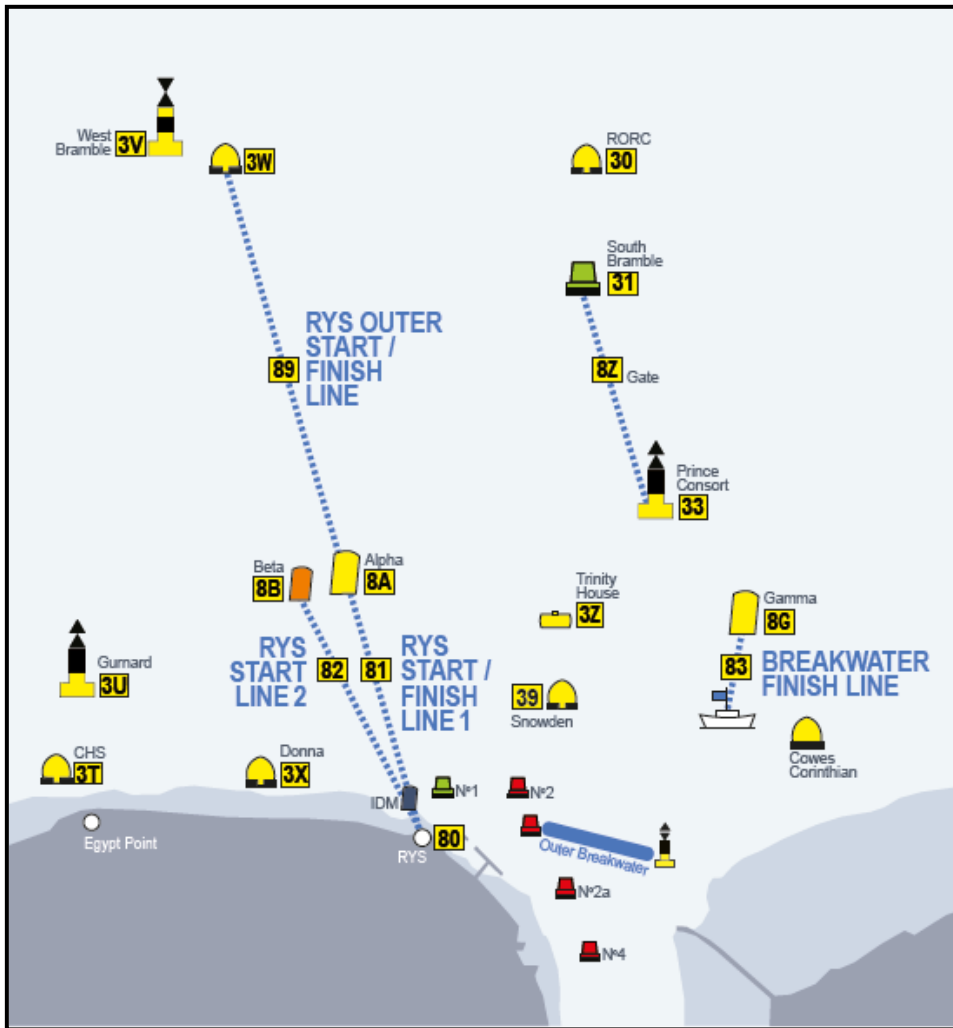 West
Bramble
3V
3W
RORC
30
South
Bramble
31
RYS OUTER
START /
FINISH
LINE
89
8Z
Gate
Prince
Consort
33
Beta
8B
Alpha
8A
Trinity
House
3Z
Gamma
8G
RYS
START
LINE 2
82
81
RYS
START /
FINISH
LINE 1
83
BREAKWATER
FINISH LINE
Gurnard
3U
39
Snowden
Cowes
Corinthian
CHS
3T
Donna
3X
IDM
Nº1
Nº2
Egypt Point
RYS
80
Outer Breakwater
Nº2a
Nº4